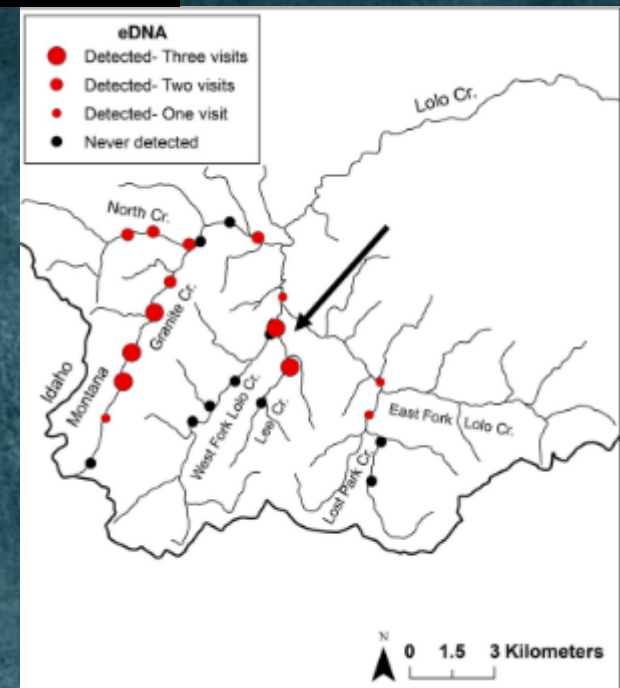 eDNA
Detected- Three visits
Detected- Two visits
Detected- One visit
Never detected
Lolo Cr.
North Cr.
Granite Cr.
Idaho
Montana
West Fork Lolo Cr.
Lee Cr.
East Fork Lolo Cr.
Lost Park Cr.
N
0 1.5 3 Kilometers